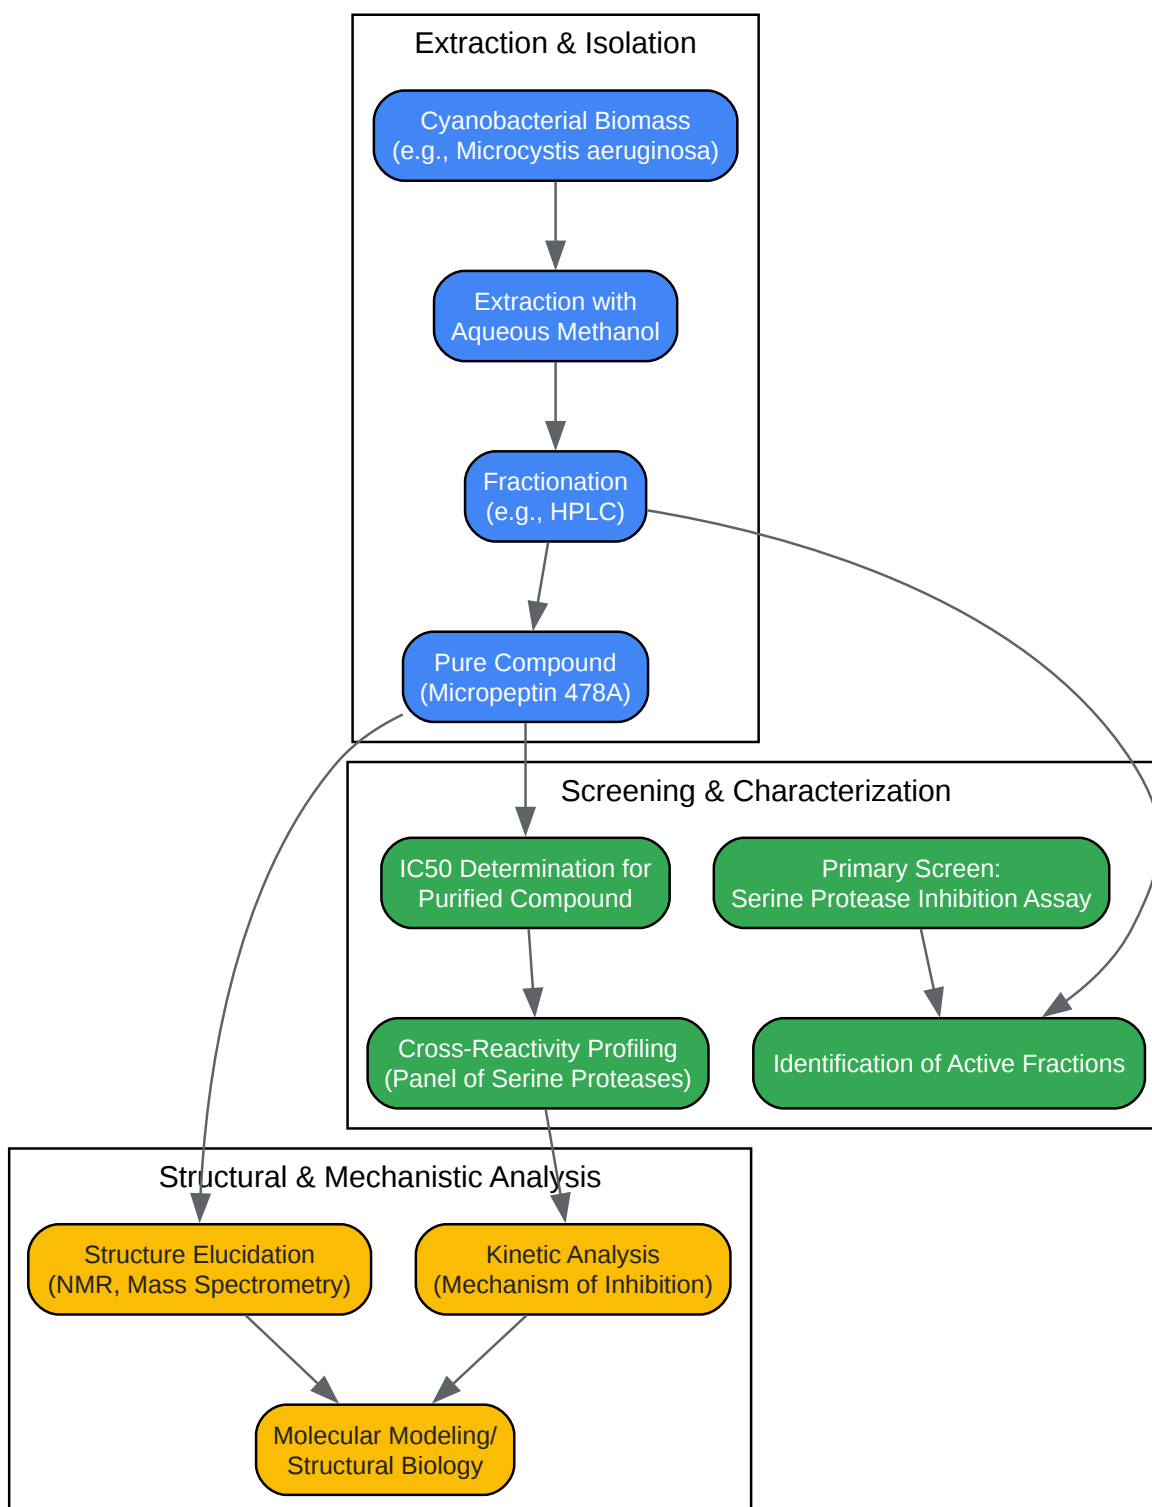 Extraction & Isolation
Cyanobacterial Biomass
(e.g., Microcystis aeruginosa)
Extraction with
Aqueous Methanol
Fractionation
(e.g., HPLC)
Pure Compound
(Micropeptin 478A)
Screening & Characterization
IC50 Determination for
Purified Compound
Primary Screen:
Serine Protease Inhibition Assay
Cross-Reactivity Profiling
(Panel of Serine Proteases)
Identification of Active Fractions
Structural & Mechanistic Analysis
Structure Elucidation
(NMR, Mass Spectrometry)
Kinetic Analysis
(Mechanism of Inhibition)
Molecular Modeling/
Structural Biology